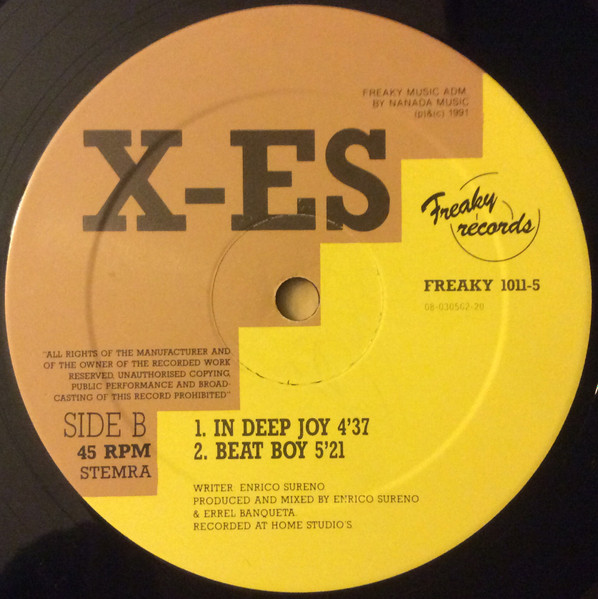 FREAKY MUSIC ADM.
BY NANADA MUSIC
(p)&(c) 1991
X-ES
Freaky
records
FREAKY 1011-5
08-030562-20
"ALL RIGHTS OF THE MANUFACTURER AND
OF THE OWNER OF THE RECORDED WORK
RESERVED, UNAUTHORISED COPYING,
PUBLIC PERFORMANCE AND BROAD-
CASTING OF THIS RECORD PROHIBITED"
SIDE B
45 RPM
STEMRA
1. IN DEEP JOY 4'37
2. BEAT BOY 5'21
WRITER: ENRICO SURENO
PRODUCED AND MIXED BY ENRICO SURENO
& ERREL BANQUETA.
RECORDED AT HOME STUDIO'S